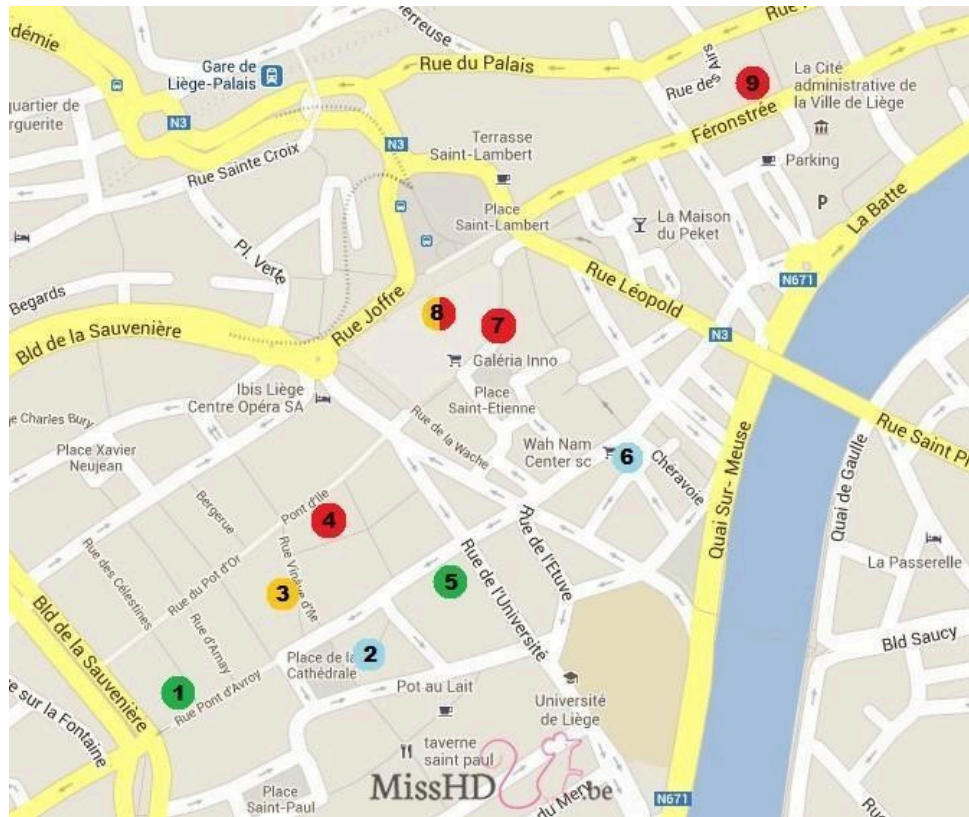 démie
ierreuse
Gare de
Liège-Palais
Rue du Palais
Rue des Airs
9
La Cité
administrative de
la Ville de Liège
quartier de
rguerite
N3
N3
Rue Sainte Croix
Terrasse
Saint-Lambert
Féronstrée
Parking
P
Place
Saint-Lambert
La Maison
du Peket
La Batte
Pl. Verte
N671
Begards
Rue Léopold
Bld de la Sauvenière
Rue Joffre
8
7
N3
Galéria Inno
Ibis Liège
Centre Opéra SA
Place
Saint-Etienne
e Charles Bury
Place Xavier
Neujean
Rue de la Wache
Wah Nam
Center sc
6
Chéravoie
Rue Saint P
Quai Sur- Meuse
Quai de Gaulle
Bergerue
Pont d'Ile
4
Rue des Célestines
Rue du Pot d'Or
Rue Vinâve d'Ile
3
5
Rue de l'Université
Rue de l'Etuve
La Passerelle
Bld de la Sauvenière
Rue d'Amay
Place de la
Cathédrale
2
Bld Saucy
1
Rue Pont d'Avroy
Pot au Lait
Université
de Liège
e sur la Fontaine
taverne
saint paul
MissHD
.be
Place
Saint-Paul
du Mery
N671
Ru